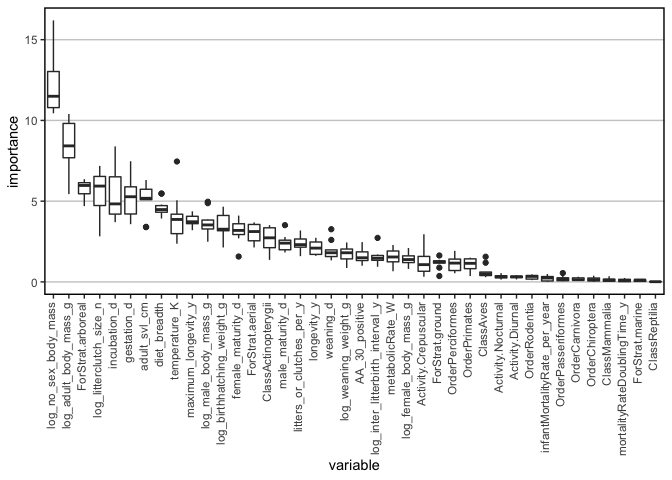 importance
15
10
5
0
log_no_sex_body_mass
log_adult_body_mass_g
ForStrat.arboreal
log_litterclutch_size_n
incubation_d
gestation_d
adult_svl_cm
diet_breadth
temperature_K
maximum_longevity_y
log_male_body_mass_g
log_birthhatching_weight_g
female_maturity_d
ForStrat.aerial
ClassActinopterygii
male_maturity_d
litters_or_clutches_per_y
longevity_y
weaning_d
log_weaning_weight_g
AA_30_positive
log_inter_litterbirth_interval_y
metabolicRate_W
log_female_body_mass_g
Activity.Crepuscular
ForStrat.ground
OrderPerciformes
OrderPrimates
ClassAves
Activity.Nocturnal
Activity.Diurnal
OrderRodentia
infantMortalityRate_per_year
OrderPasseriformes
OrderCarnivora
OrderChiroptera
ClassMammalia
mortalityRateDoublingTime_y
ForStrat.marine
ClassReptilia
variable